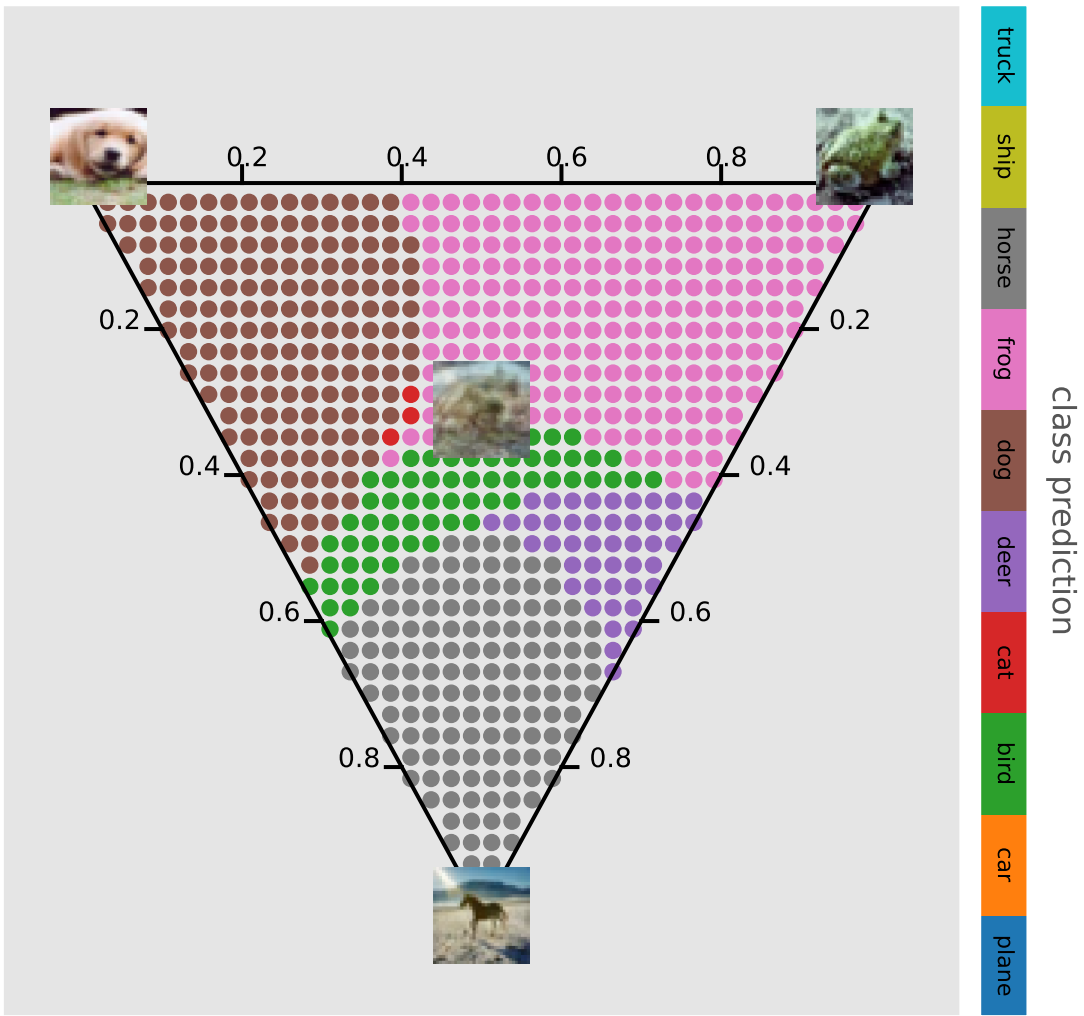 0.2 0.4 0.6 0.8
0.2 0.2
0.4 0.4
0.6 0.6
0.8 0.8
truck
ship
horse
frog
dog
deer
cat
bird
car
plane
class prediction